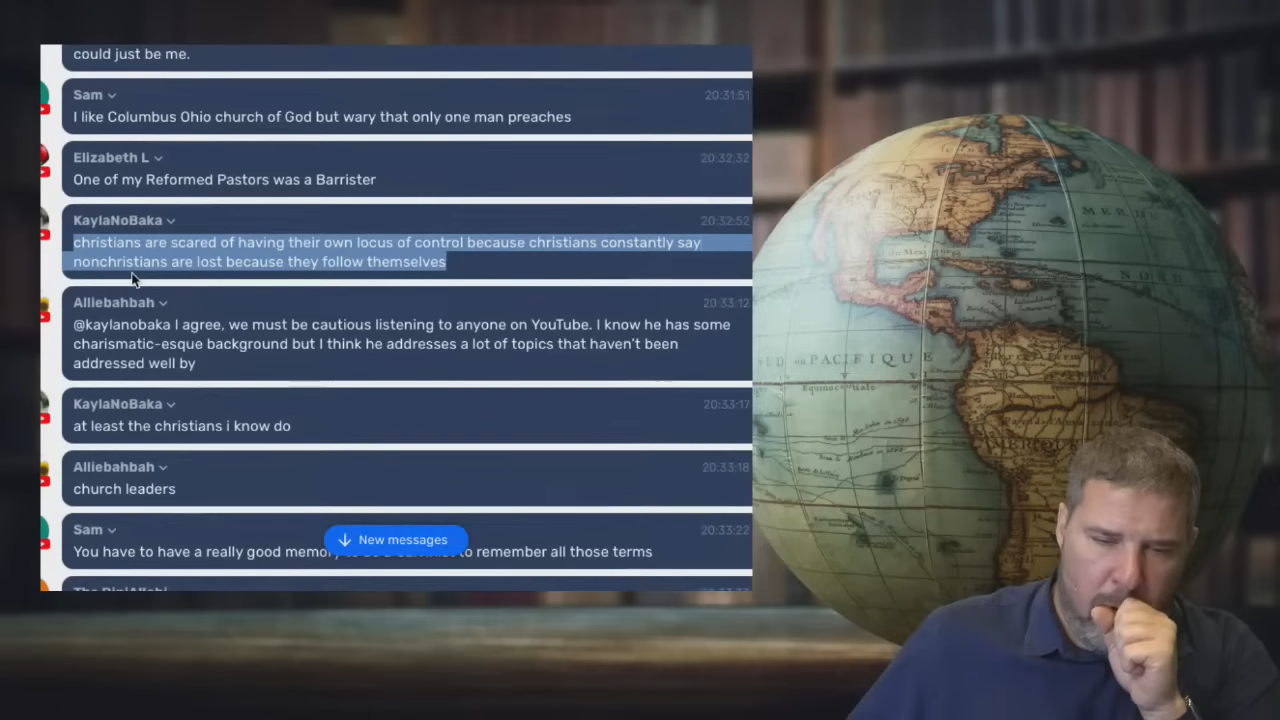 could just be me.
Sam
20:31:51
I like Columbus Ohio church of God but wary that only one man preaches
Elizabeth L
20:32:32
One of my Reformed Pastors was a Barrister
KaylaNoBaka
20:32:52
christians are scared of having their own locus of control because christians constantly say
nonchristians are lost because they follow themselves
Alliebahbah
20:33:12
@kaylanobaka I agree, we must be cautious listening to anyone on YouTube. I know he has some
charismatic-esque background but I think he addresses a lot of topics that haven't been
addressed well by
KaylaNoBaka
20:33:17
at least the christians i know do
Alliebahbah
20:33:18
church leaders
Sam
20:33:22
You have to have a really good to remember all those terms
New messages
MER
NORD
PACIFIQUE